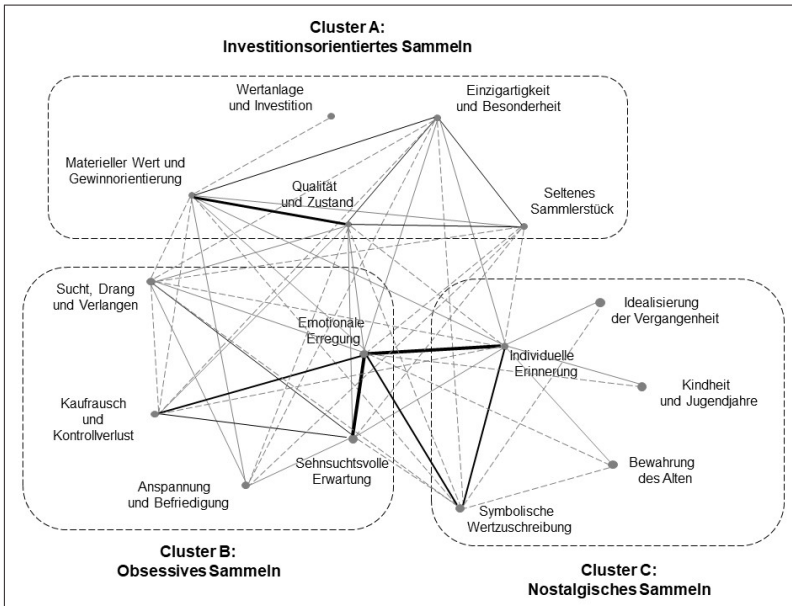 Cluster A:
Investitionsorientiertes Sammeln
Wertanlage
und Investition
Einzigartigkeit
und Besonderheit
Materieller Wert und
Gewinnorientierung
Qualität
und Zustand
Seltenes
Sammlerstück
Sucht, Drang
und Verlangen
Emotionale
Erregung
Individuelle
Erinnerung
Idealisierung
der Vergangenheit
Kaufrausch
und
Kontrollverlust
Kindheit
und Jugendjahre
Anspannung
und Befriedigung
Sehnsuchtsvolle
Erwartung
Symbolische
Wertzuschreibung
Bewahrung
des Alten
Cluster B:
Obsessives Sammeln
Cluster C:
Nostalgisches Sammeln